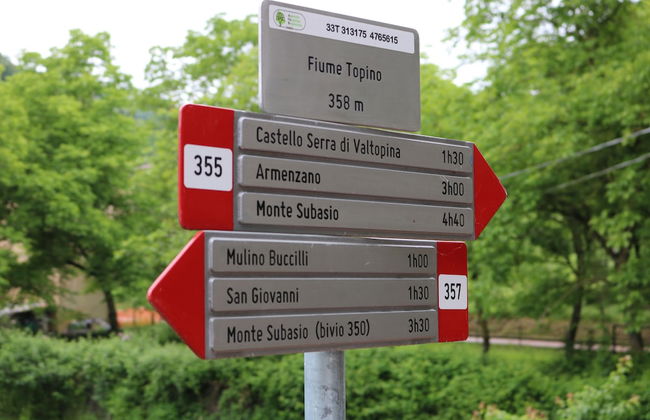 33T 313175 4765615
Fiume Topino
358 m
355
Castello Serra di Valtopina 1h30
Armenzano 3h00
Monte Subasio 4h40
Mulino Buccilli 1h00
San Giovanni 1h30
Monte Subasio (bivio 350) 3h30
357